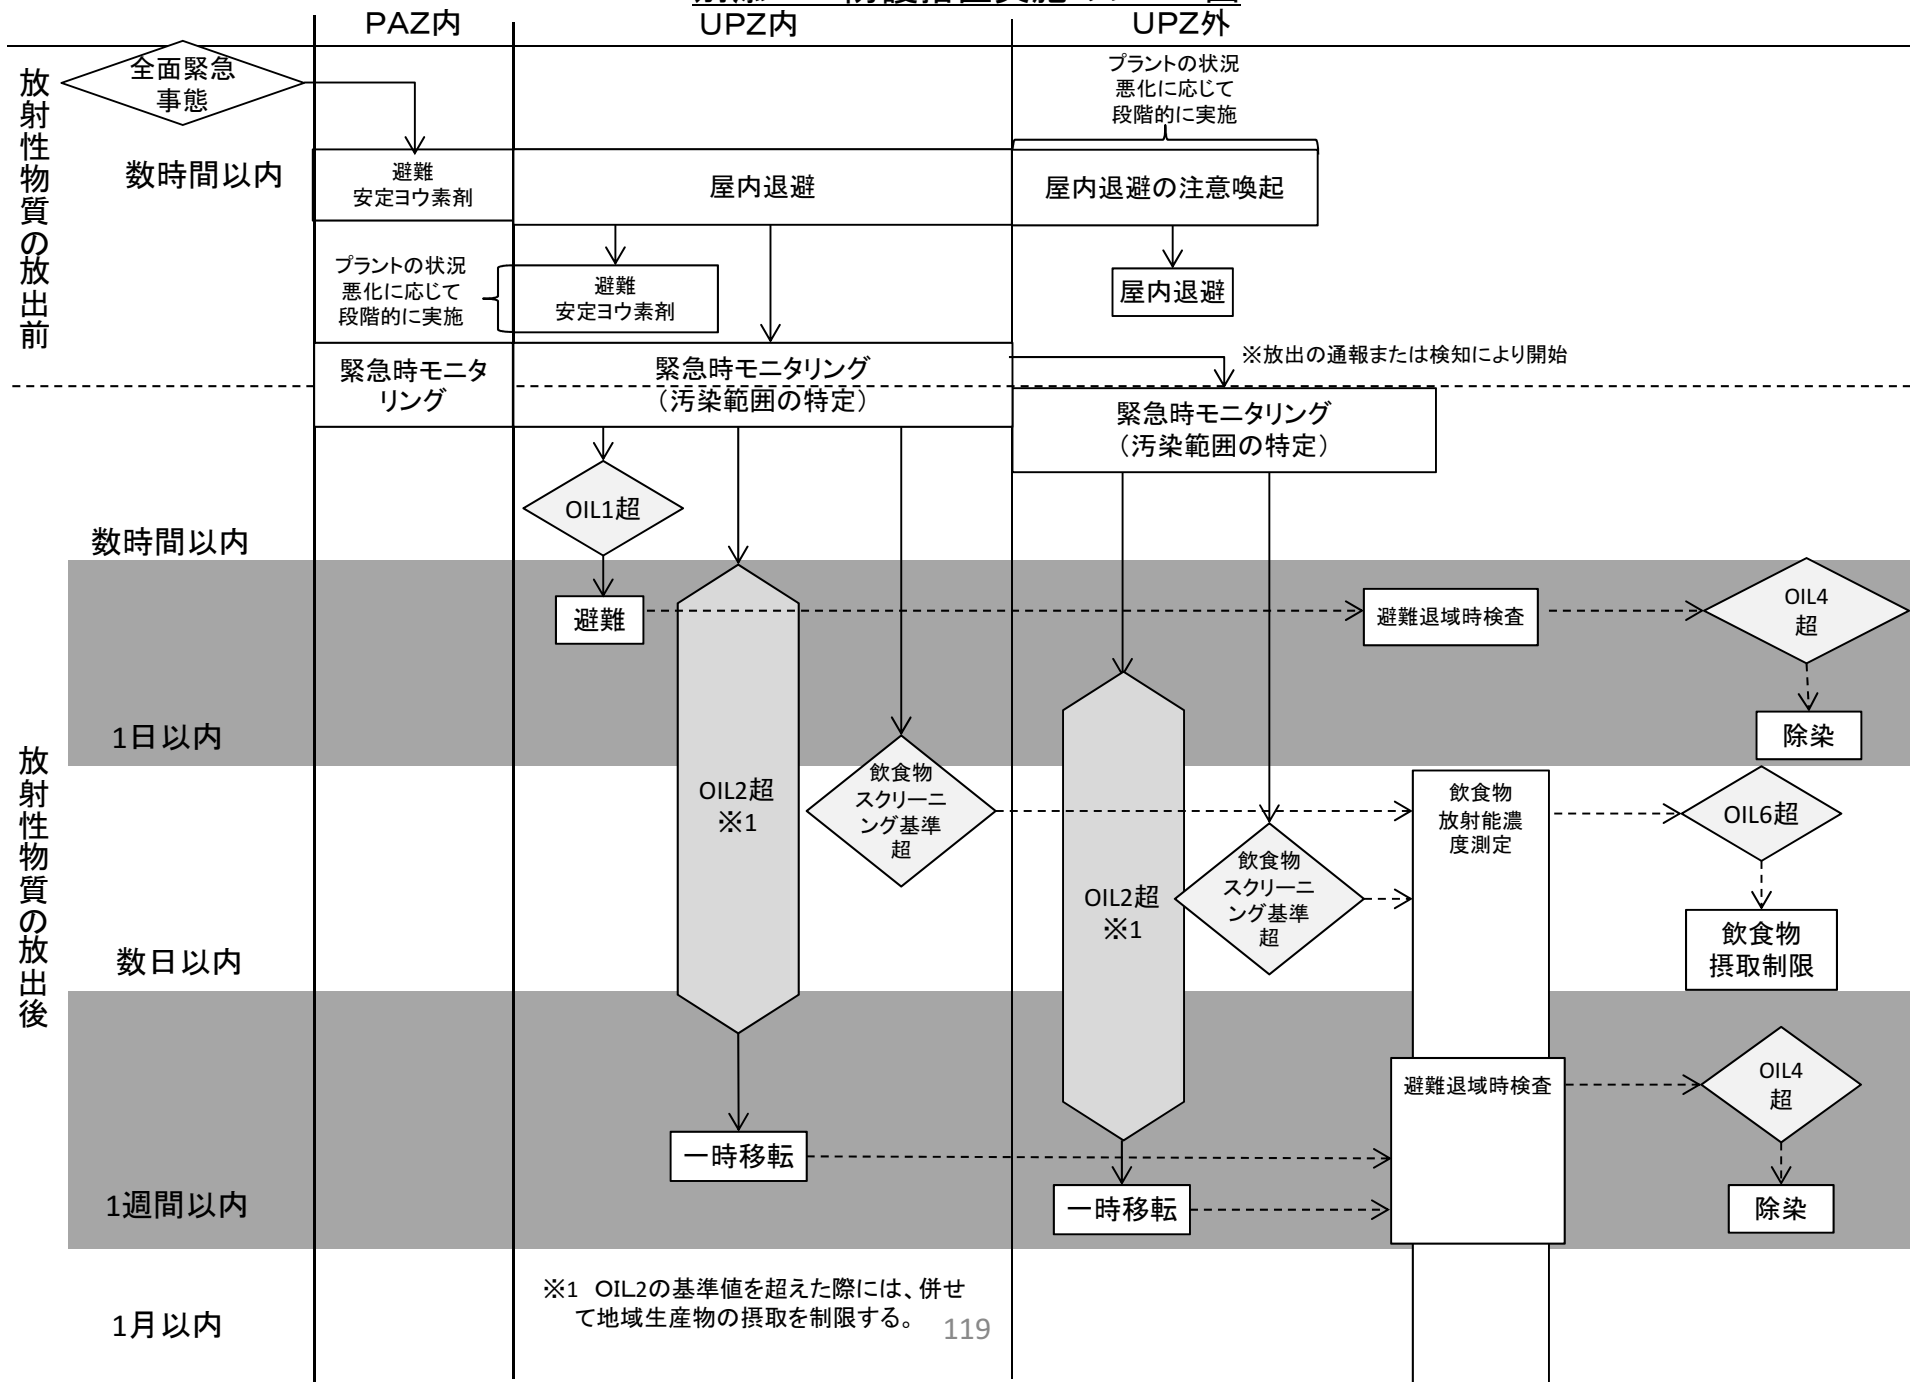 PAZ内
UPZ内
UPZ外
放射性物質の放出前
全面緊急
事態
プラントの状況
悪化に応じて
段階的に実施
数時間以内
避難
安定ヨウ素剤
屋内退避
屋内退避の注意喚起
プラントの状況
悪化に応じて
段階的に実施
避難
安定ヨウ素剤
屋内退避
緊急時モニタ
リング
緊急時モニタリング
（汚染範囲の特定）
※放出の通報または検知により開始
緊急時モニタリング
（汚染範囲の特定）
放射性物質の放出後
OIL1超
数時間以内
避難
避難退域時検査
OIL4
超
除染
1日以内
OIL2超
※1
飲食物
スクリーニ
ング基準
超
OIL2超
※1
飲食物
スクリーニ
ング基準
超
飲食物
放射能濃
度測定
OIL6超
飲食物
摂取制限
数日以内
避難退域時検査
OIL4
超
一時移転
一時移転
除染
1週間以内
※1 OIL2の基準値を超えた際には、併せ
て地域生産物の摂取を制限する。
1月以内
119